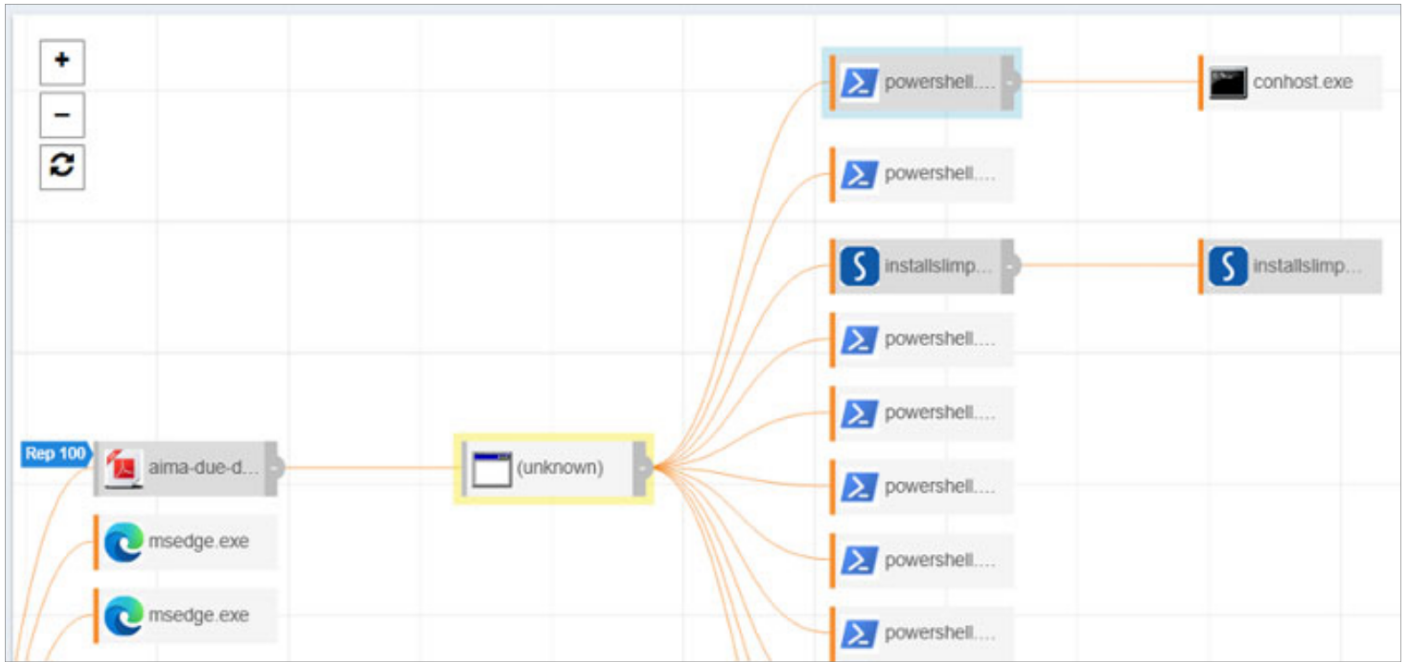 +
powershell....
conhost.exe
−
powershell....
installslimp...
installslimp...
powershell....
powershell....
Rep 100
aima-due-d...
(unknown)
powershell....
msedge.exe
powershell....
msedge.exe
powershell....